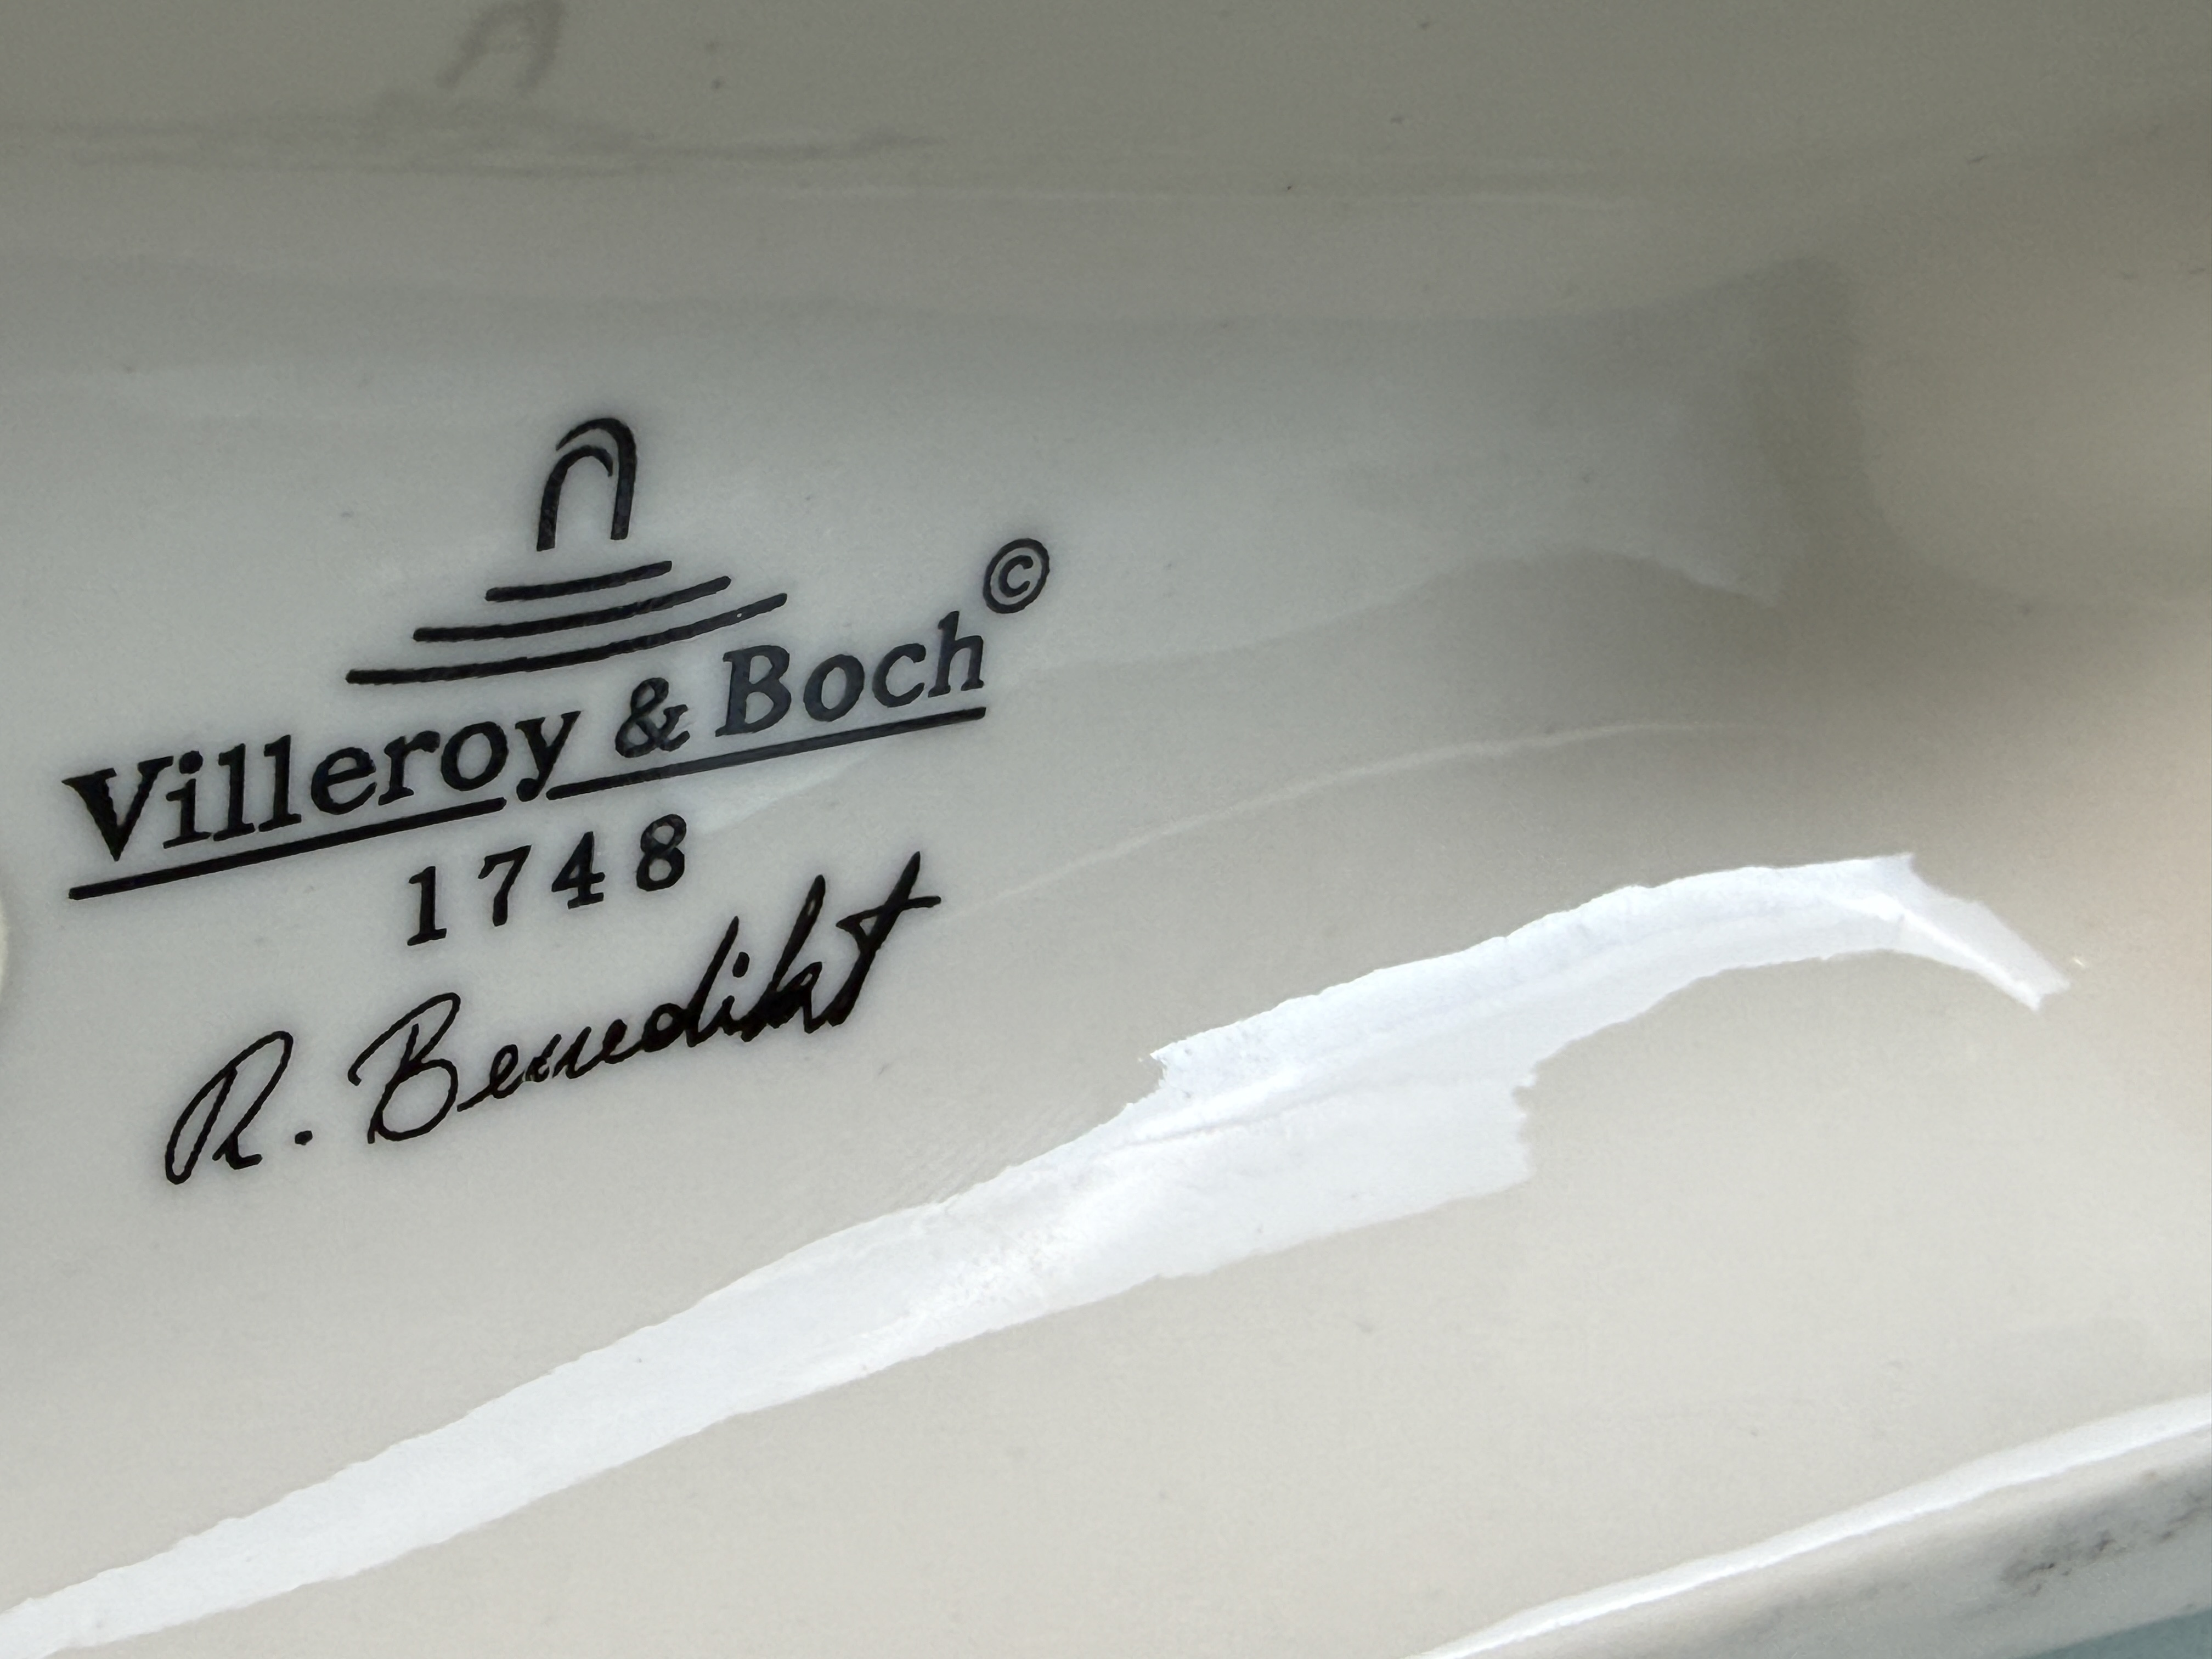 Villeroy & Boch ©
1748
R. Benedikt